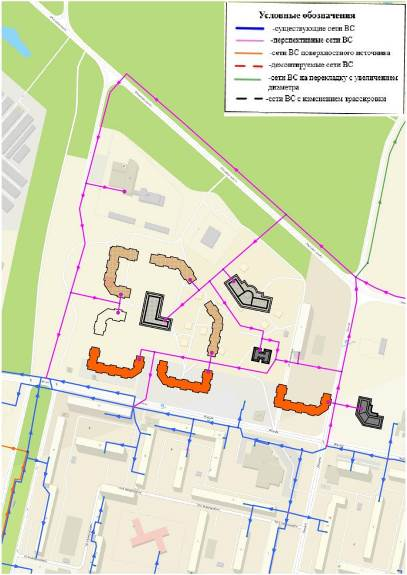 Условные обозначения
-существующие сети ВС
-перспективные сети ВС
-сети ВС поверхностного источника
-демонтируемые сети ВС
-сети ВС на перекладку с увеличением
диаметра
-сети ВС с изменением трассировки